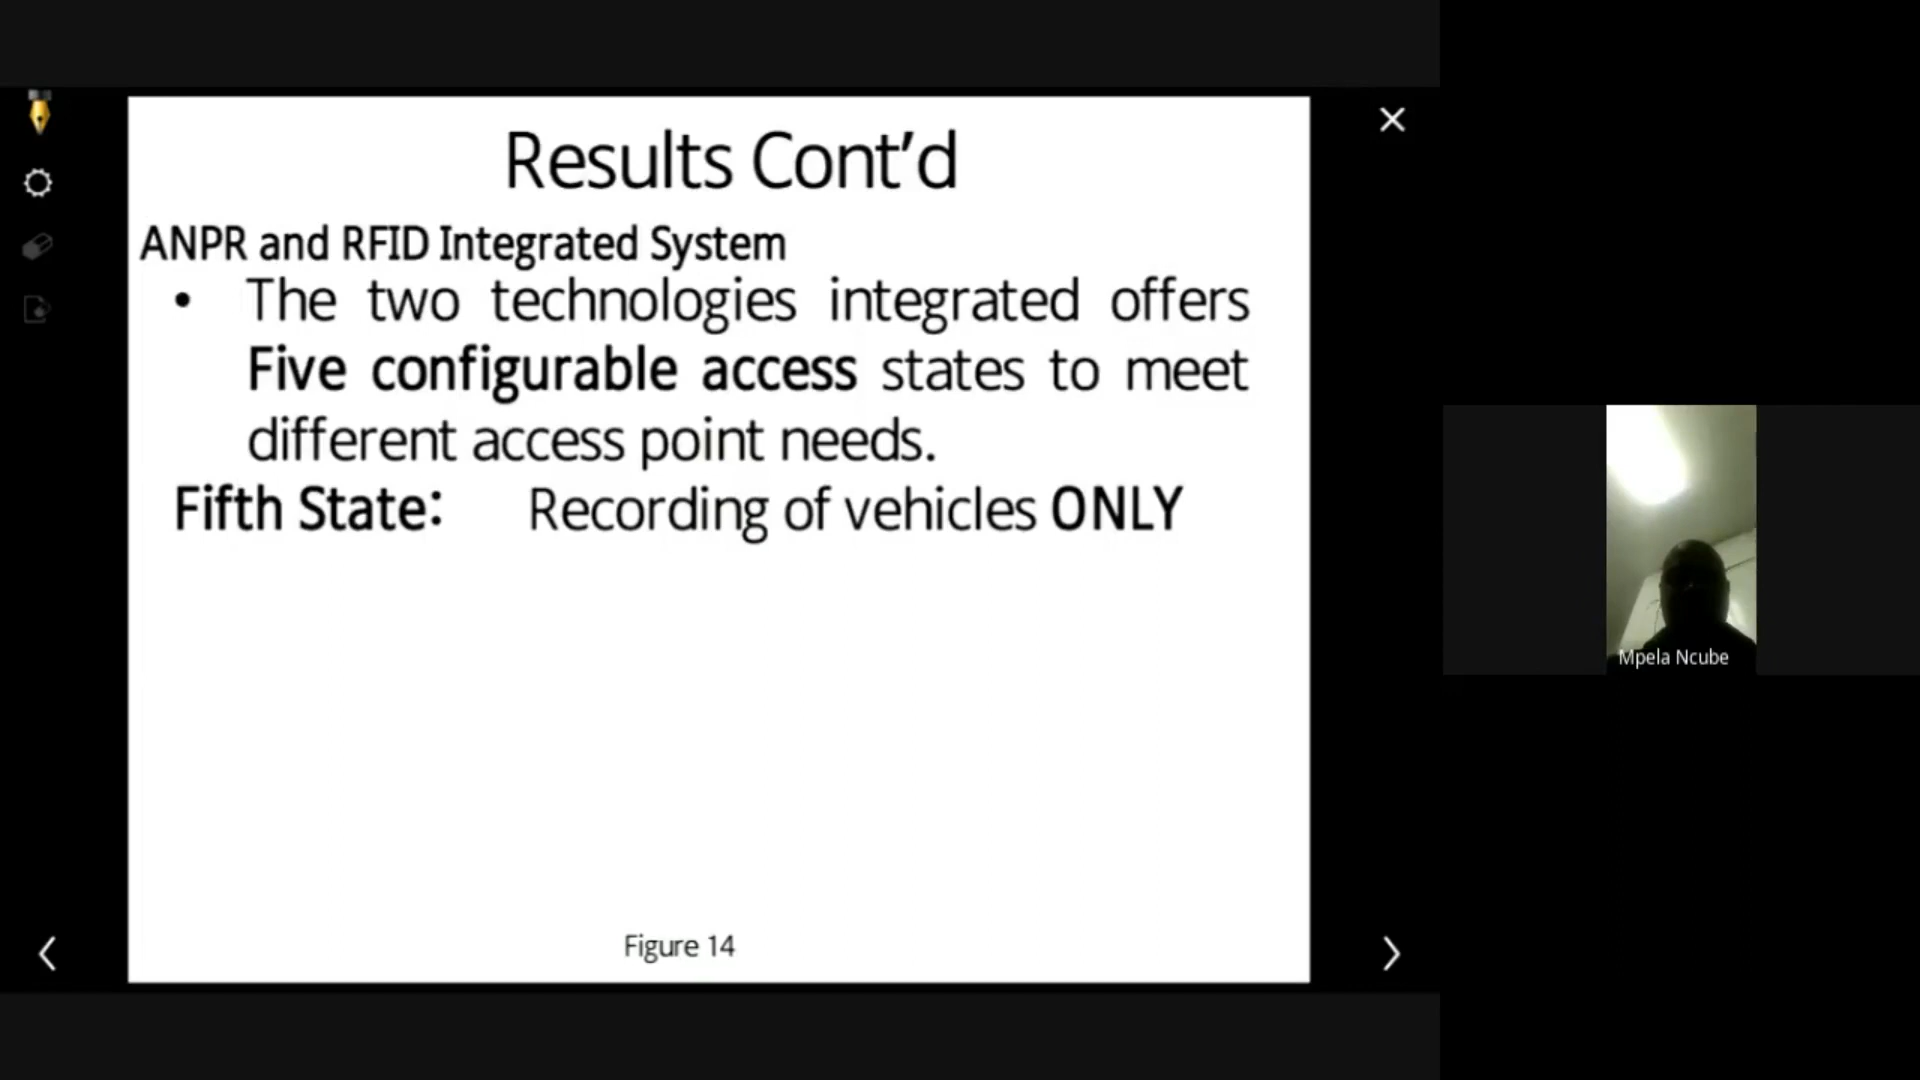 Results Cont’d
ANPR and RFID Integrated System
• The two technologies integrated offers
Five configurable access states to meet
different access point needs.
Fifth State: Recording of vehicles ONLY
Figure 14
Mpela Ncube